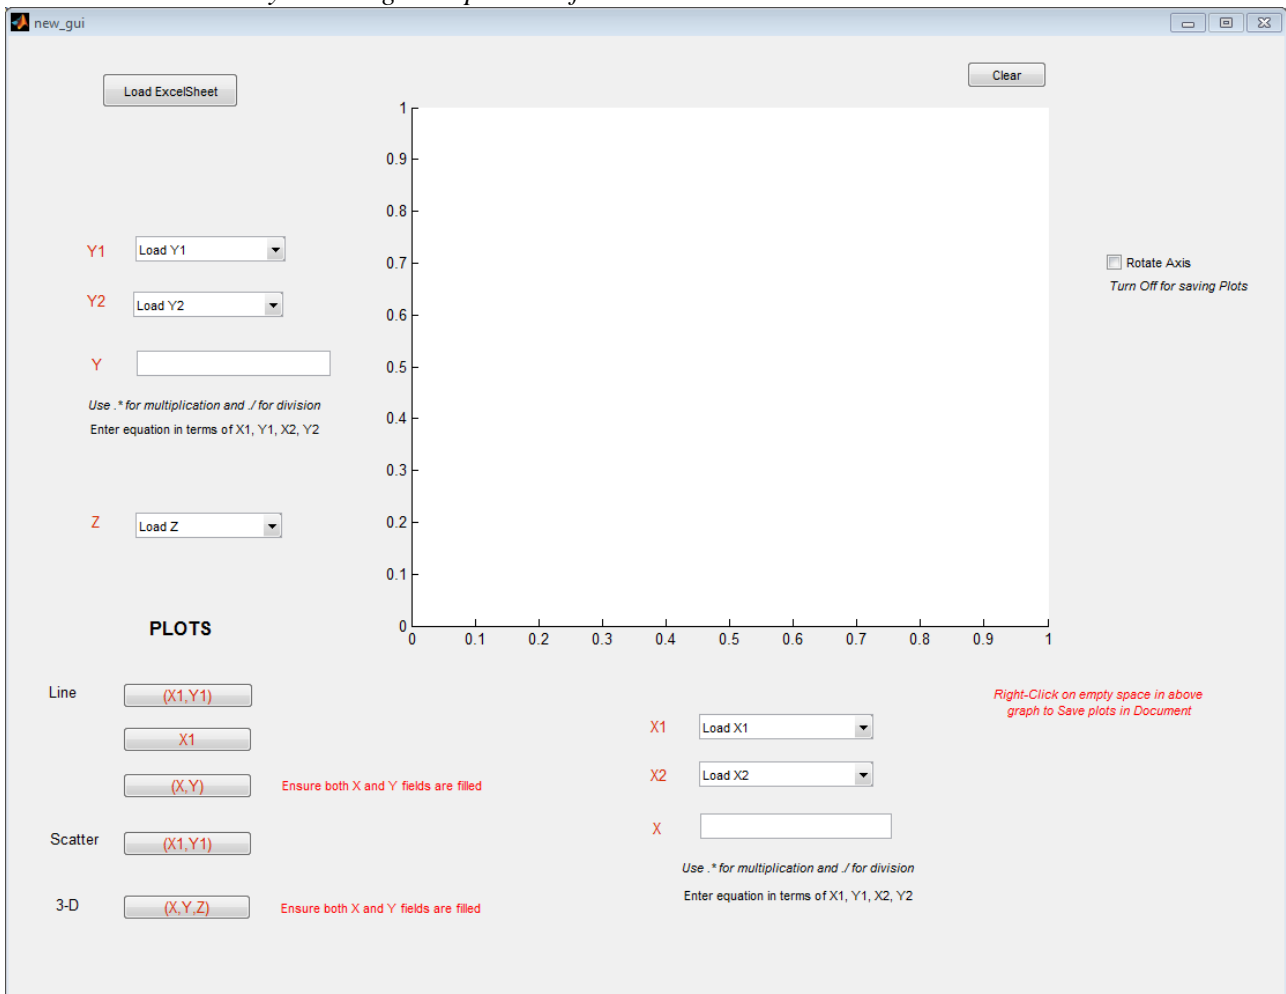 new_gui
Load ExcelSheet
Clear
1
0.9
0.8
0.7
0.6
0.5
0.4
0.3
0.2
0.1
0
0 0.1 0.2 0.3 0.4 0.5 0.6 0.7 0.8 0.9 1
Y1 Load Y1
Y2 Load Y2
Y
Use .* for multiplication and ./ for division
Enter equation in terms of X1, Y1, X2, Y2
Z Load Z
Rotate Axis
Turn Off for saving Plots
PLOTS
Line (X1,Y1)
X1
(X,Y) Ensure both X and Y fields are filled
Scatter (X1,Y1)
3-D (X,Y,Z) Ensure both X and Y fields are filled
X1 Load X1
X2 Load X2
X
Use .* for multiplication and ./ for division
Enter equation in terms of X1, Y1, X2, Y2
Right-Click on empty space in above
graph to Save plots in Document